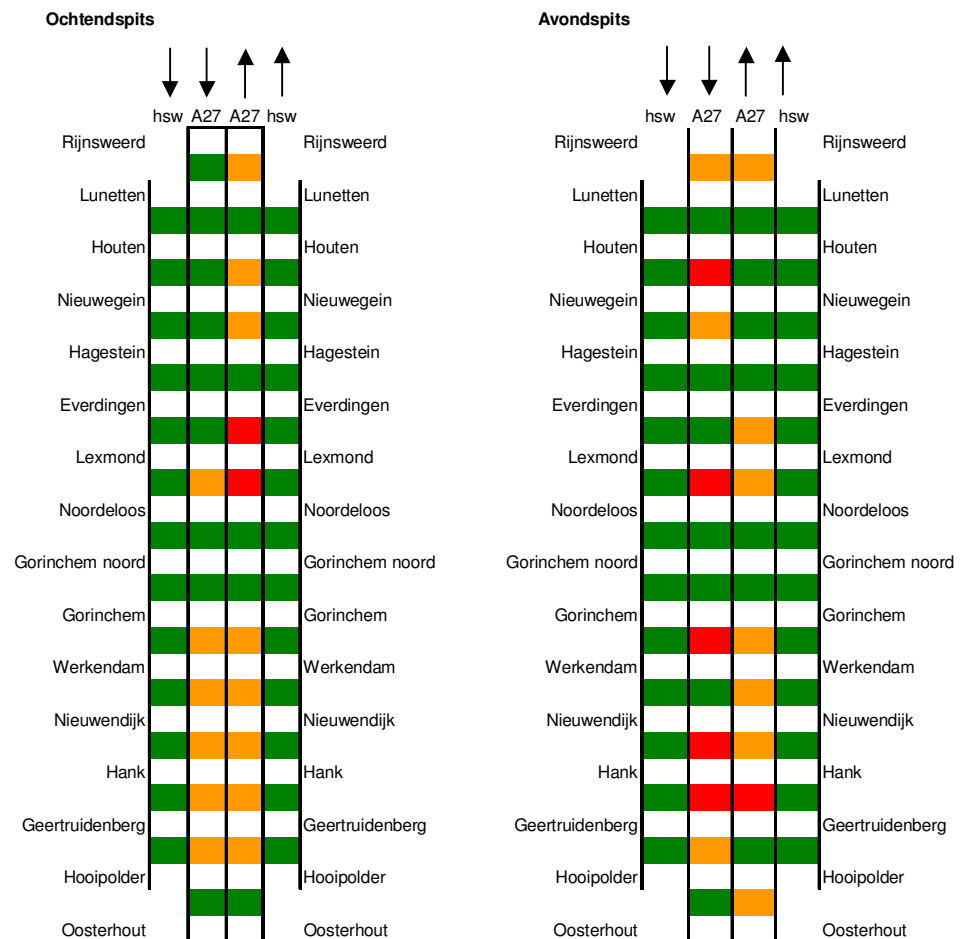 Ochtendspits Avondspits
hsw A27 A27 hsw hsw A27 A27 hsw
Rijnsweerd Rijnsweerd Rijnsweerd Rijnsweerd
Lunetten Lunetten Lunetten Lunetten
Houten Houten Houten Houten
Nieuwegein Nieuwegein Nieuwegein Nieuwegein
Hagestein Hagestein Hagestein Hagestein
Everdingen Everdingen Everdingen Everdingen
Lexmond Lexmond Lexmond Lexmond
Noordeloos Noordeloos Noordeloos Noordeloos
Gorinchem noord Gorinchem noord Gorinchem noord Gorinchem noord
Gorinchem Gorinchem Gorinchem Gorinchem
Werkendam Werkendam Werkendam Werkendam
Nieuwendijk Nieuwendijk Nieuwendijk Nieuwendijk
Hank Hank Hank Hank
Geertruidenberg Geertruidenberg Geertruidenberg Geertruidenberg
Hooipolder Hooipolder Hooipolder Hooipolder
Oosterhout Oosterhout Oosterhout Oosterhout